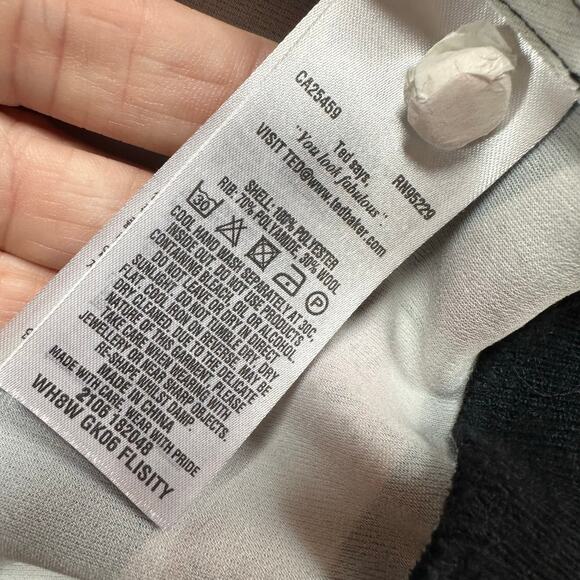 CA25459 RN95229
Ted says,
"You look fabulous"
VISIT TED@www.tedbaker.com
SHELL: 100% POLYESTER
RIB: 70% POLYAMIDE, 30% WOOL
30 P
COOL HAND WASH SEPARATELY AT 30C,
INSIDE OUT. DO NOT USE PRODUCTS
CONTAINING BLEACH, OIL OR ALCOHOL.
DO NOT LEAVE OR DRY IN DIRECT
SUNLIGHT. DO NOT TUMBLE DRY. DRY
FLAT. COOL IRON ON REVERSE. MAY BE
DRY CLEANED. DUE TO THE DELICATE
NATURE OF THIS GARMENT, PLEASE
TAKE CARE WHEN WEARING WITH
JEWELLERY OR NEAR SHARP OBJECTS.
RE-SHAPE WHILST DAMP.
MADE IN CHINA
MADE WITH CARE, WEAR WITH PRIDE
2106 182048
WH8W GK06 FLISITY